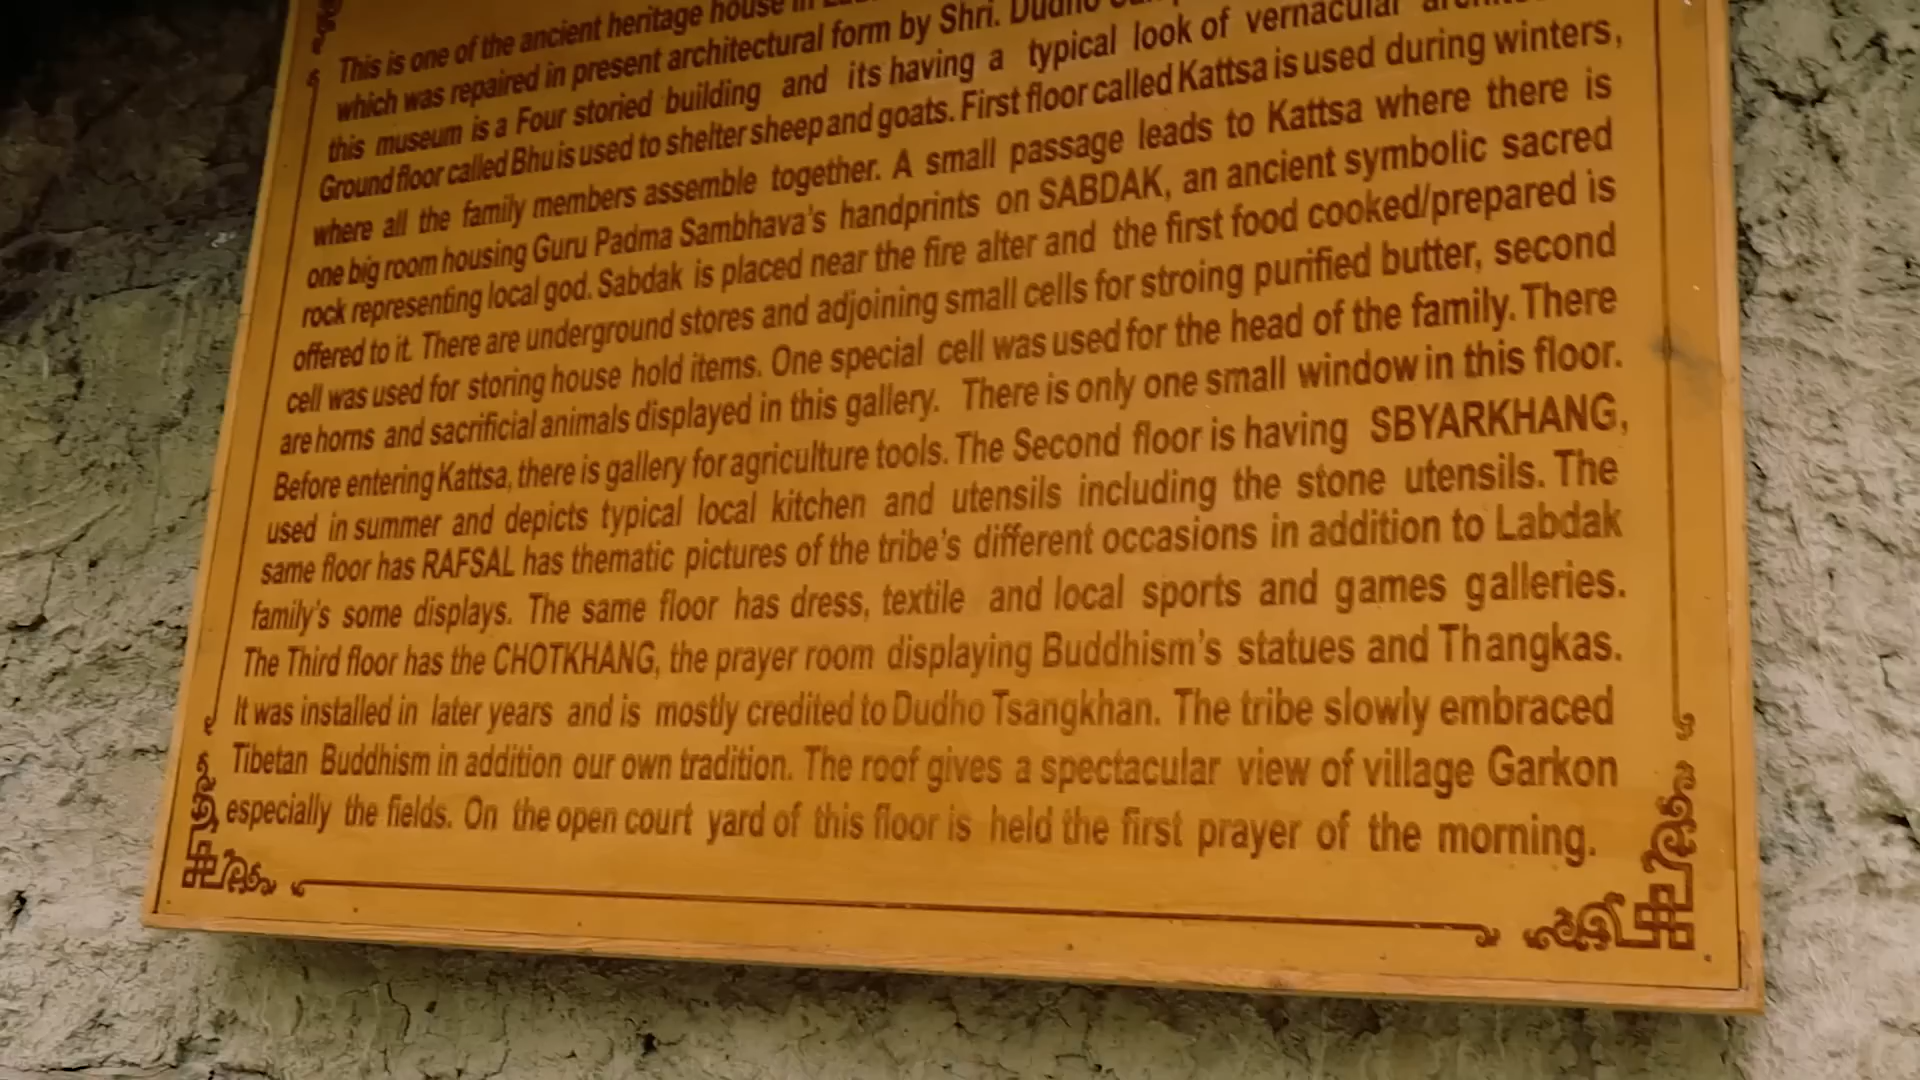 This is one of the ancient heritage house in
which was repaired in present architectural form by Shri. Dudho
this museum is a Four storied building and its having a typical look of vernacular
Ground floor called Bhu is used to shelter sheep and goats. First floor called Kattsa is used during winters,
where all the family members assemble together. A small passage leads to Kattsa where there is
one big room housing Guru Padma Sambhava's handprints on SABDAK, an ancient symbolic sacred
rock representing local god. Sabdak is placed near the fire alter and the first food cooked/prepared is
offered to it. There are underground stores and adjoining small cells for stroing purified butter, second
cell was used for storing house hold items. One special cell was used for the head of the family. There
are horns and sacrificial animals displayed in this gallery. There is only one small window in this floor.
Before entering Kattsa, there is gallery for agriculture tools. The Second floor is having SBYARKHANG,
used in summer and depicts typical local kitchen and utensils including the stone utensils. The
same floor has RAFSAL has thematic pictures of the tribe's different occasions in addition to Labdak
family's some displays. The same floor has dress, textile and local sports and games galleries.
The Third floor has the CHOTKHANG, the prayer room displaying Buddhism's statues and Thangkas.
It was installed in later years and is mostly credited to Dudho Tsangkhan. The tribe slowly embraced
Tibetan Buddhism in addition our own tradition. The roof gives a spectacular view of village Garkon
especially the fields. On the open court yard of this floor is held the first prayer of the morning.